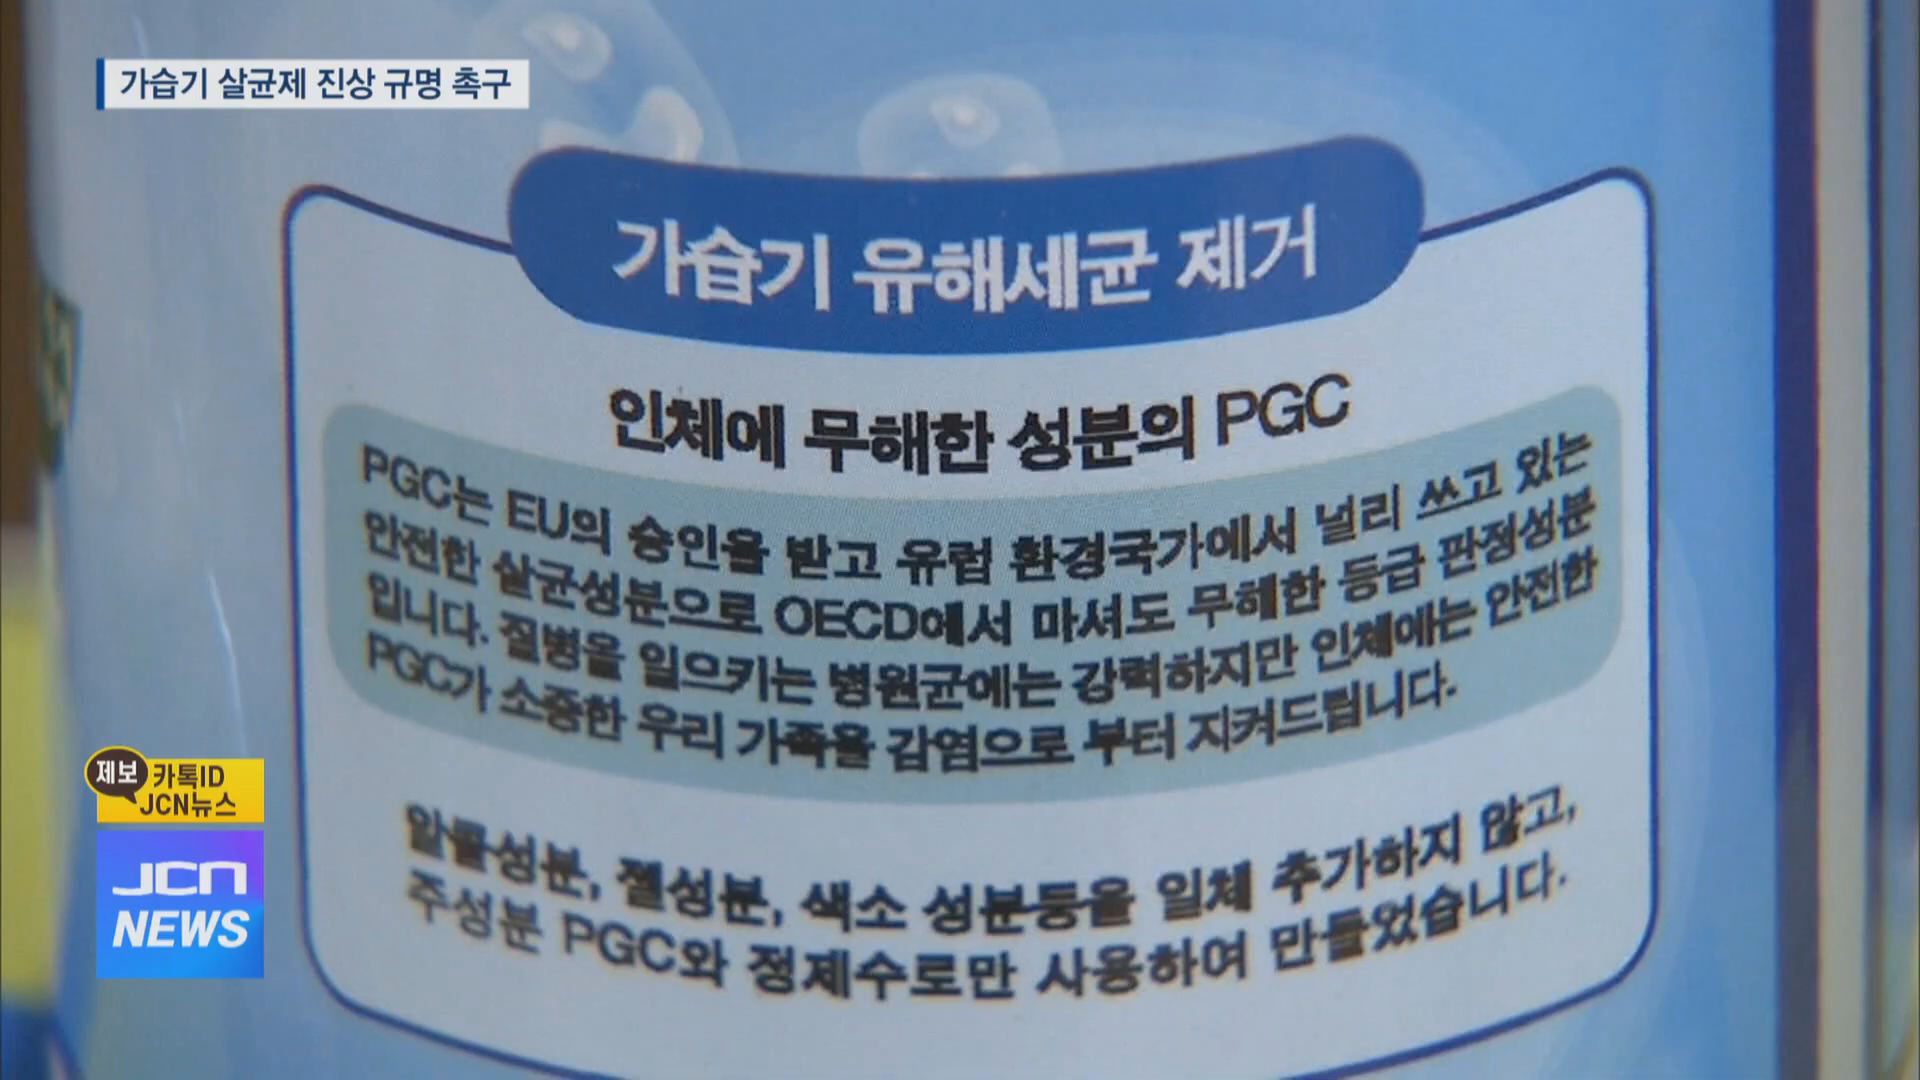 가습기 살균제 진상 규명 촉구
가습기 유해세균 제거
인체에 무해한 성분의 PGC
PGC는 EU의 승인을 받고 유럽 환경국가에서 널리 쓰고 있는
안전한 살균성분으로 OECD에서 마셔도 무해한 등급 판정성분
입니다. 질병을 일으키는 병원균에는 강력하지만 인체에는 안전한
PGC가 소중한 우리 가족을 감염으로 부터 지켜드립니다.
알콜성분, 젤성분, 색소 성분등을 일체 추가하지 않고,
주성분 PGC와 정제수로만 사용하여 만들었습니다.
제보 카톡ID
JCN뉴스
JCN
NEWS